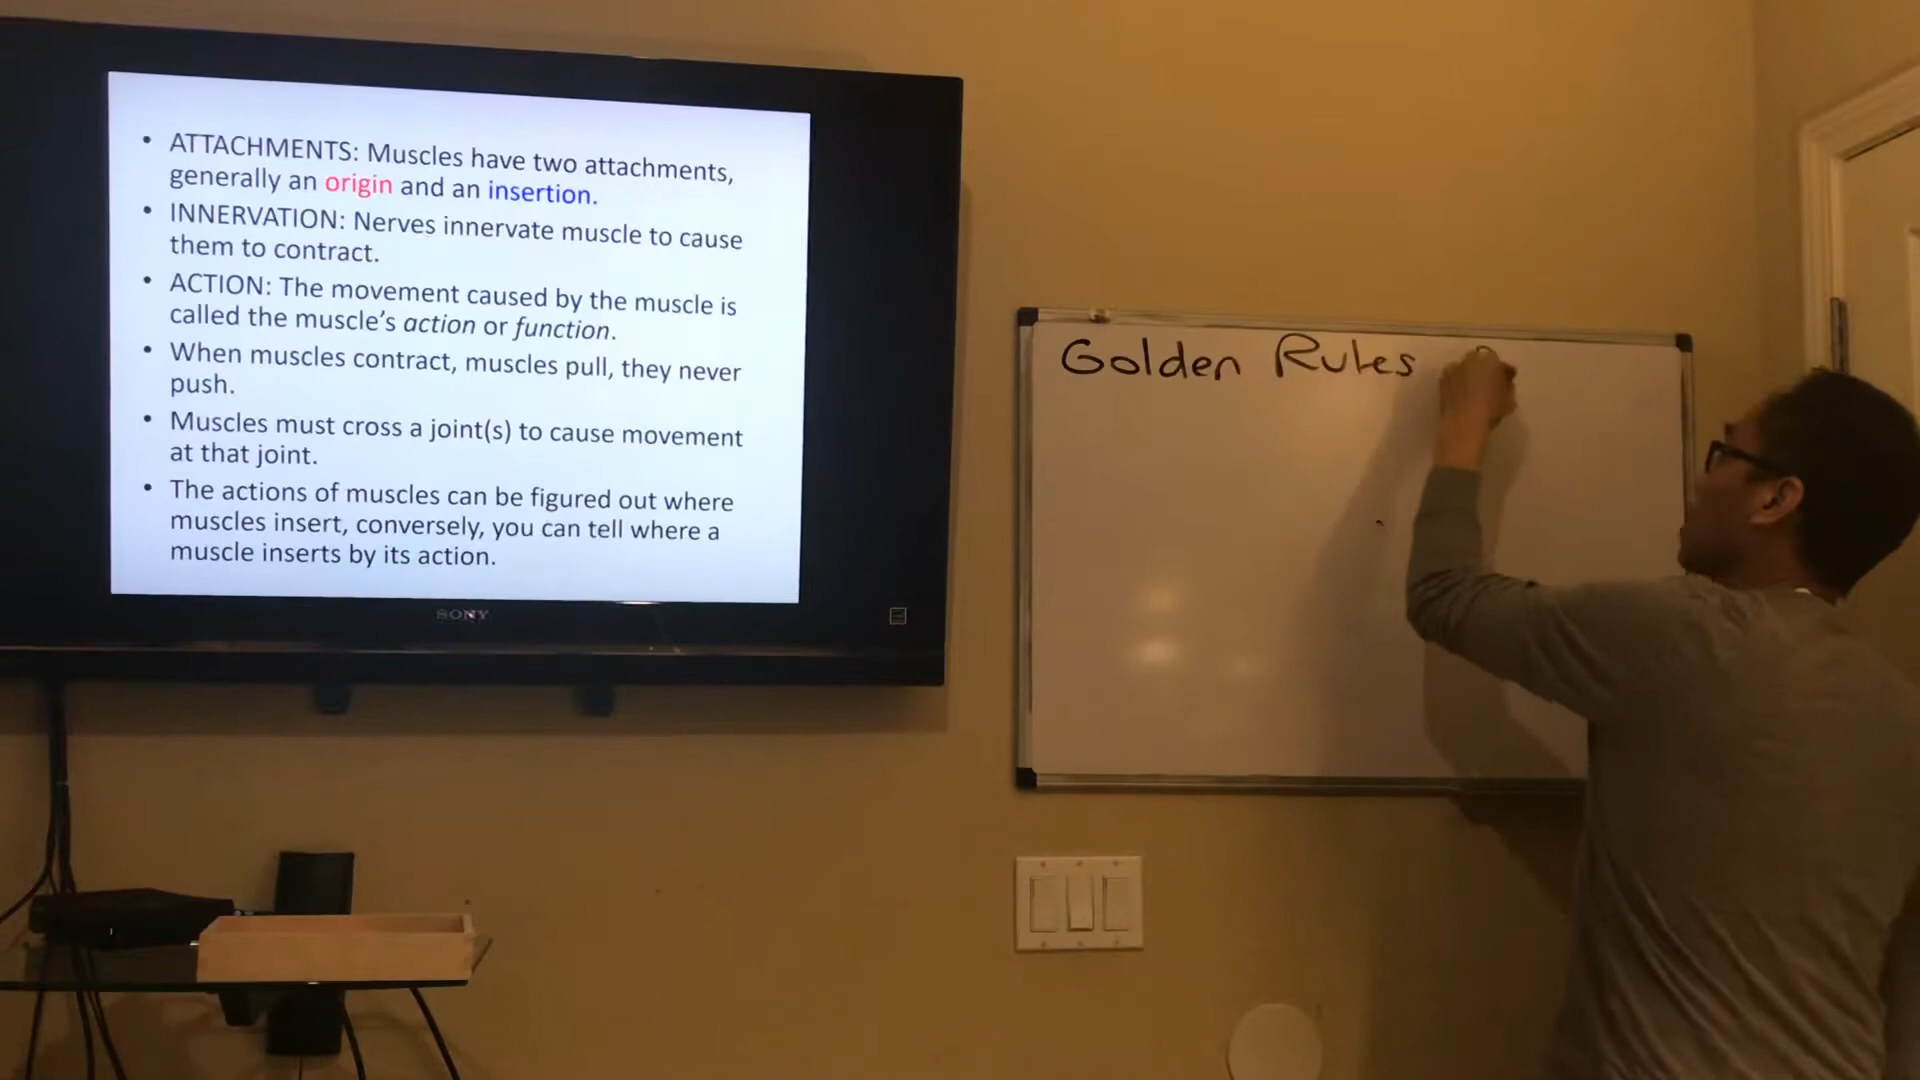 • ATTACHMENTS: Muscles have two attachments,
generally an origin and an insertion.
• INNERVATION: Nerves innervate muscle to cause
them to contract.
• ACTION: The movement caused by the muscle is
called the muscle's action or function.
• When muscles contract, muscles pull, they never
push.
• Muscles must cross a joint(s) to cause movement
at that joint.
• The actions of muscles can be figured out where
muscles insert, conversely, you can tell where a
muscle inserts by its action.
SONY
Golden Rules